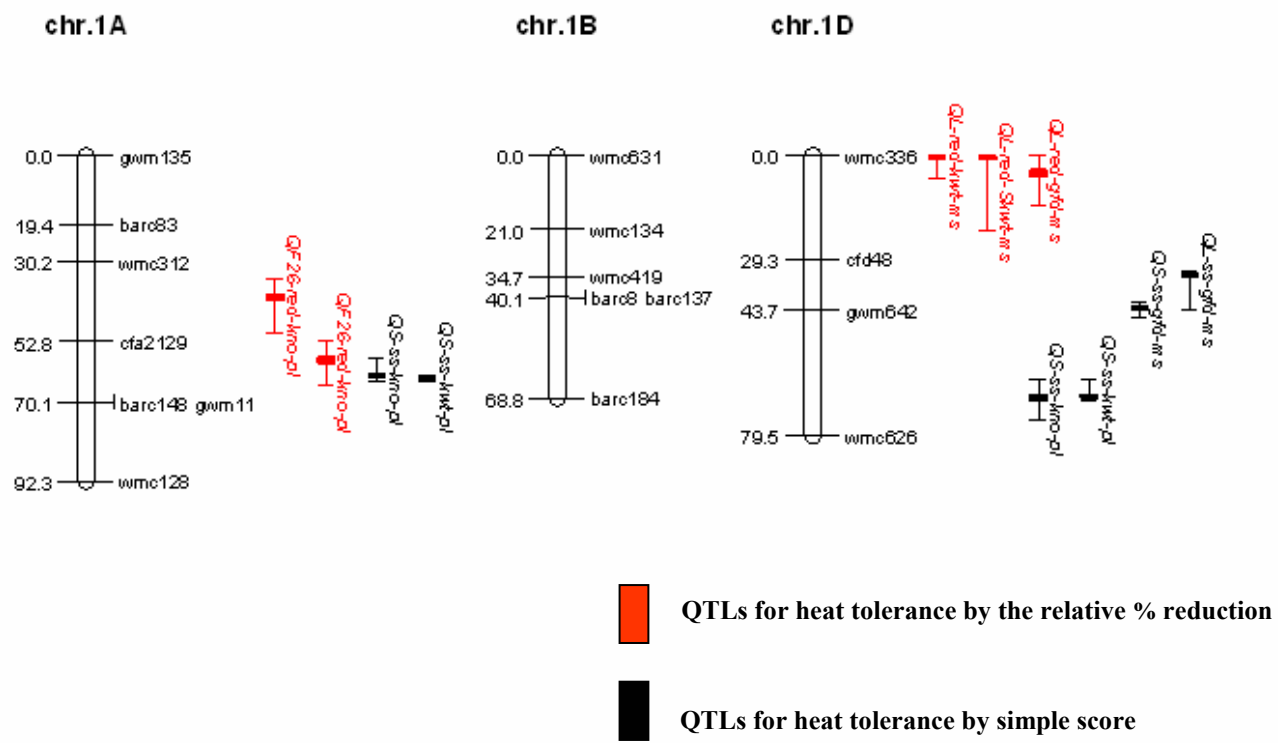 chr.1A chr.1B chr.1D
0.0 gwm135
19.4 barc83
30.2 wmc312
52.8 cfa2129
70.1 barc148 gwm11
92.3 wmc128
QF26-red-kno-pl
QF26-red-kno-pl
QS-ss-kno-pl
QS-ss-kwt-pl
0.0 wmc631
21.0 wmc134
34.7 wmc419
40.1 barc8 barc137
68.8 barc184
0.0 wmc336
29.3 cfd48
43.7 gwm642
79.5 wmc626
QL-red-kwt-ms
QL-red-Skwt-ms
QL-red-gfd-ms
QS-ss-kno-pl
QS-ss-kwt-pl
QS-ss-gfd-ms
QL-ss-gfd-ms
QTLs for heat tolerance by the relative % reduction
QTLs for heat tolerance by simple score